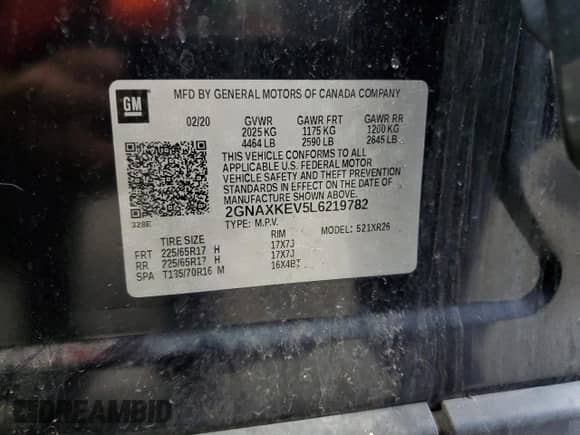 GM
MFD BY GENERAL MOTORS OF CANADA COMPANY
02/20 GVWR GAWR FRT GAWR RR
2025 KG 1175 KG 1200 KG
4464 LB 2590 LB 2645 LB
THIS VEHICLE CONFORMS TO ALL
APPLICABLE U.S. FEDERAL MOTOR
VEHICLE SAFETY AND THEFT PREVENTION
STANDARDS IN EFFECT ON THE DATE OF
MANUFACTURE SHOWN ABOVE.
328E 2GNAXKEV5L6219782
TYPE: M.P.V. MODEL: 521XR26
TIRE SIZE RIM
FRT 225/65R17 H 17X7J
RR 225/65R17 H 17X7J
SPA T135/70R16 M 16X4BT
DREAMBID